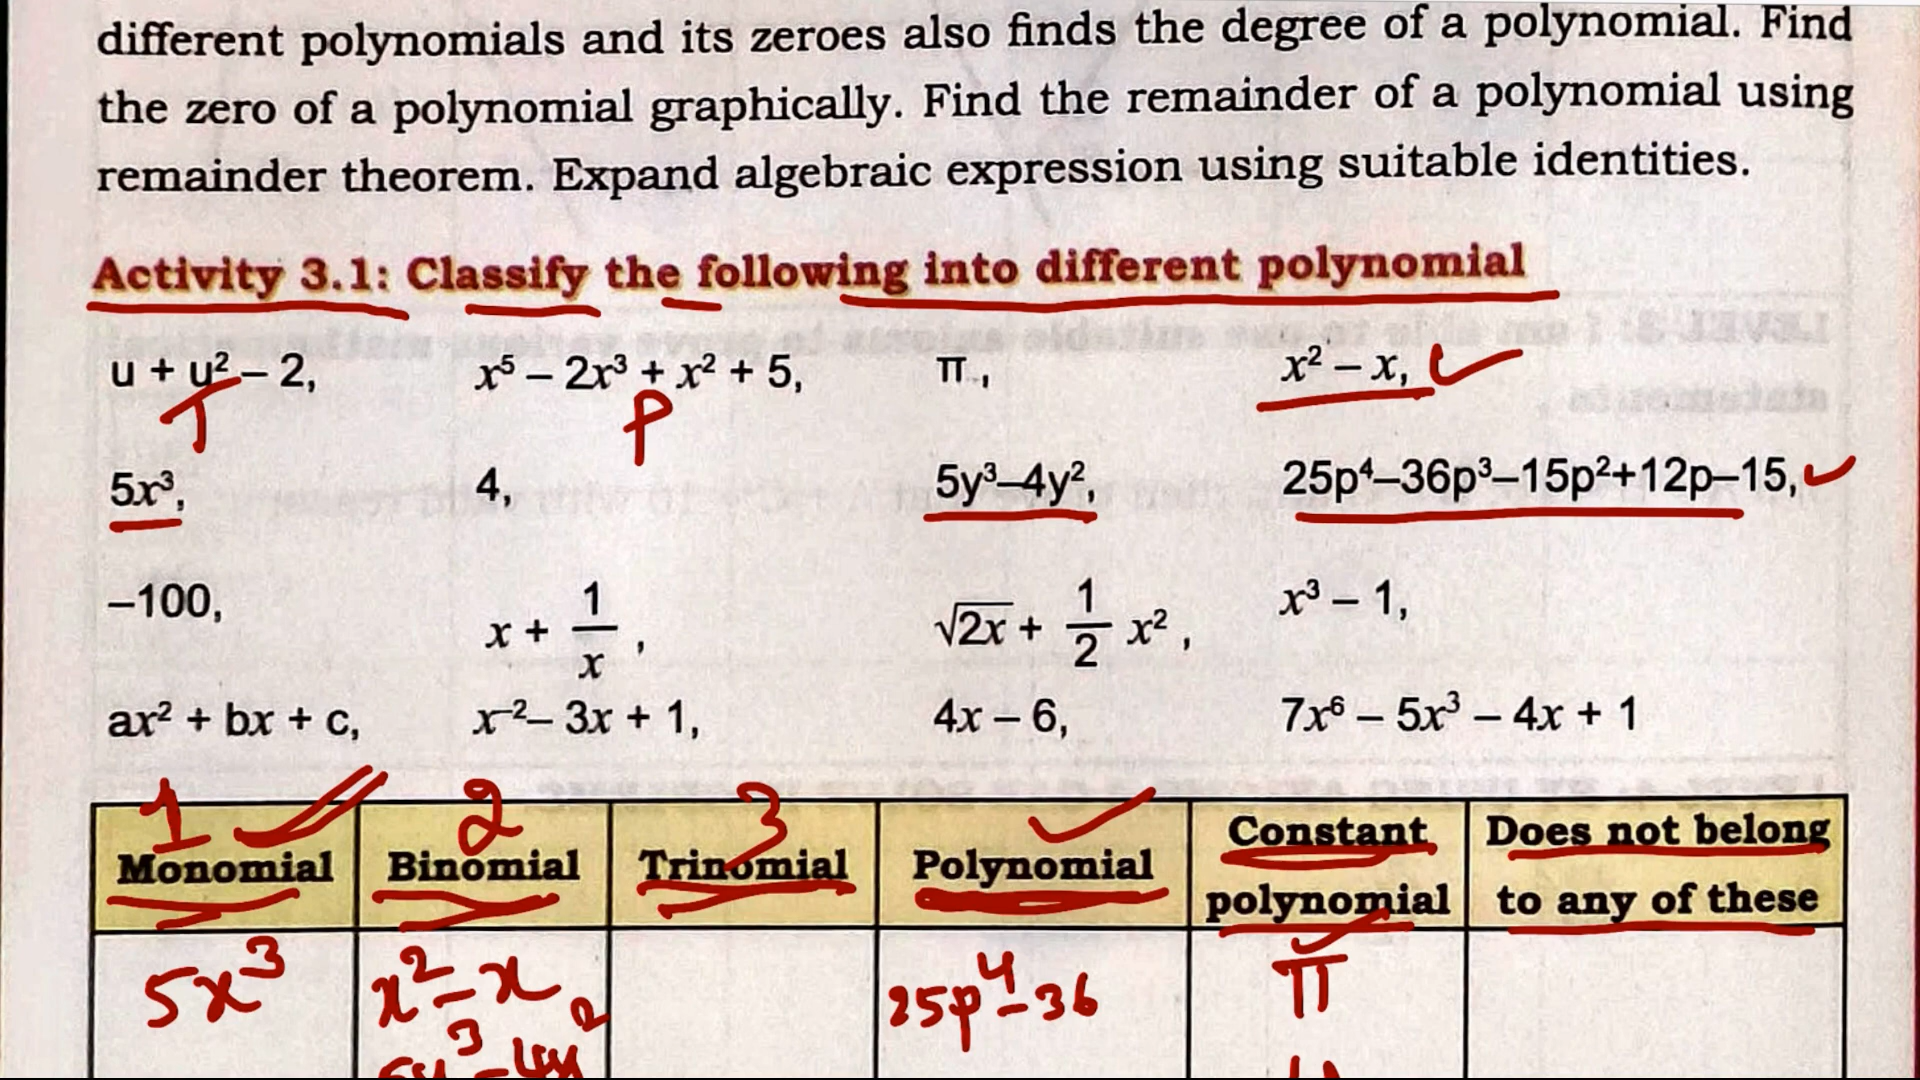 different polynomials and its zeroes also finds the degree of a polynomial. Find
the zero of a polynomial graphically. Find the remainder of a polynomial using
remainder theorem. Expand algebraic expression using suitable identities.
Activity 3.1: Classify the following into different polynomial
u + u² – 2, x⁵ – 2x³ + x² + 5, π, x² – x,
T P
5x³, 4, 5y³–4y², 25p⁴–36p³–15p²+12p–15,
–100, x + 1/x, √2x + 1/2 x², x³ – 1,
ax² + bx + c, x⁻²– 3x + 1, 4x – 6, 7x⁶ – 5x³ – 4x + 1
1 2 3
Monomial Binomial Trinomial Polynomial Constant polynomial Does not belong to any of these
5x³ x² – x 25p⁴–36 π